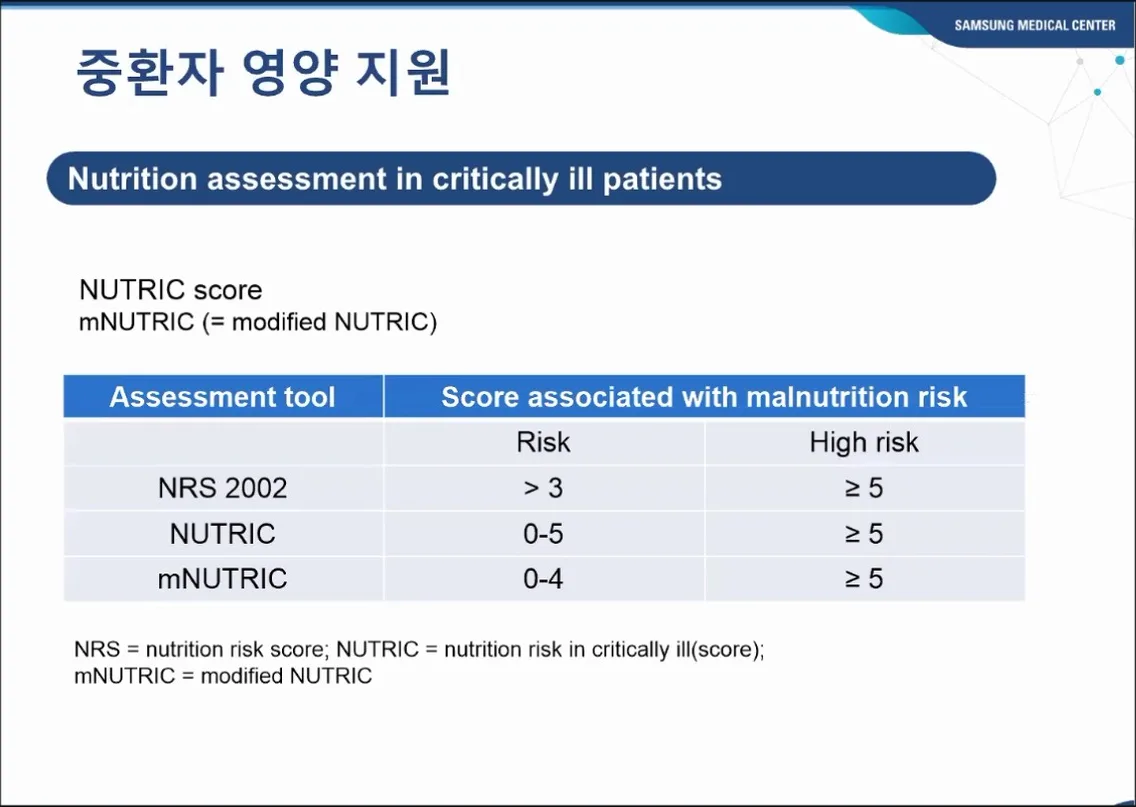 SAMSUNG MEDICAL CENTER
중환자 영양 지원
Nutrition assessment in critically ill patients
NUTRIC score
mNUTRIC (= modified NUTRIC)
Assessment tool Score associated with malnutrition risk
Risk High risk
NRS 2002 > 3 ≥ 5
NUTRIC 0-5 ≥ 5
mNUTRIC 0-4 ≥ 5
NRS = nutrition risk score; NUTRIC = nutrition risk in critically ill(score);
mNUTRIC = modified NUTRIC